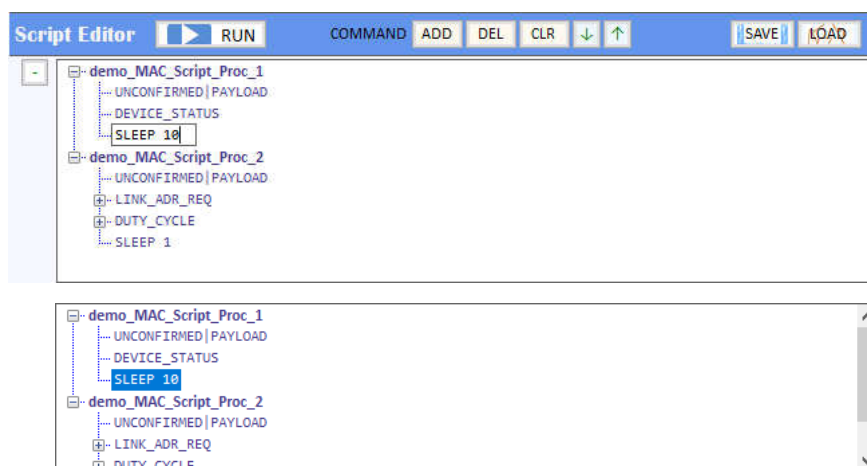 Script Editor RUN COMMAND ADD DEL CLR ↓ ↑ SAVE LOAD
- demo_MAC_Script_Proc_1
UNCONFIRMED|PAYLOAD
DEVICE_STATUS
SLEEP 10
demo_MAC_Script_Proc_2
UNCONFIRMED|PAYLOAD
LINK_ADR_REQ
DUTY_CYCLE
SLEEP 1
demo_MAC_Script_Proc_1
UNCONFIRMED|PAYLOAD
DEVICE_STATUS
SLEEP 10
demo_MAC_Script_Proc_2
UNCONFIRMED|PAYLOAD
LINK_ADR_REQ
DUTY_CYCLE